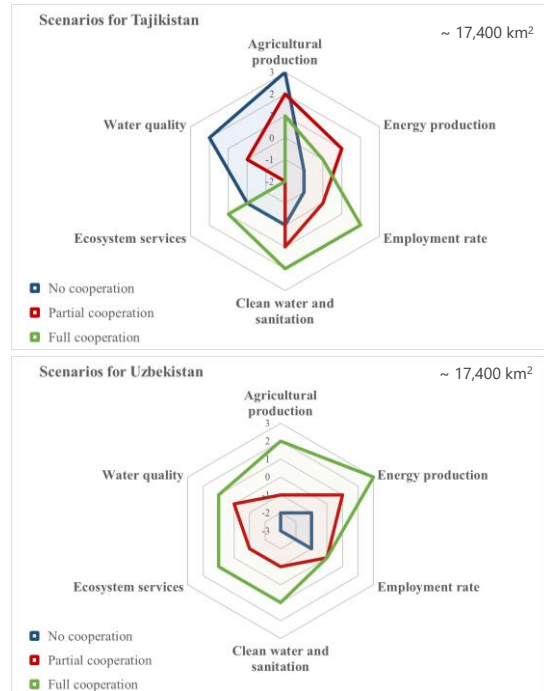 Scenarios for Tajikistan
~ 17,400 km²
Agricultural
production
3
2
1
0
-1
-2
Water quality
Energy production
Ecosystem services
Employment rate
Clean water and
sanitation
No cooperation
Partial cooperation
Full cooperation
Scenarios for Uzbekistan
~ 17,400 km²
Agricultural
production
3
2
1
0
-1
-2
-3
Water quality
Energy production
Ecosystem services
Employment rate
Clean water and
sanitation
No cooperation
Partial cooperation
Full cooperation